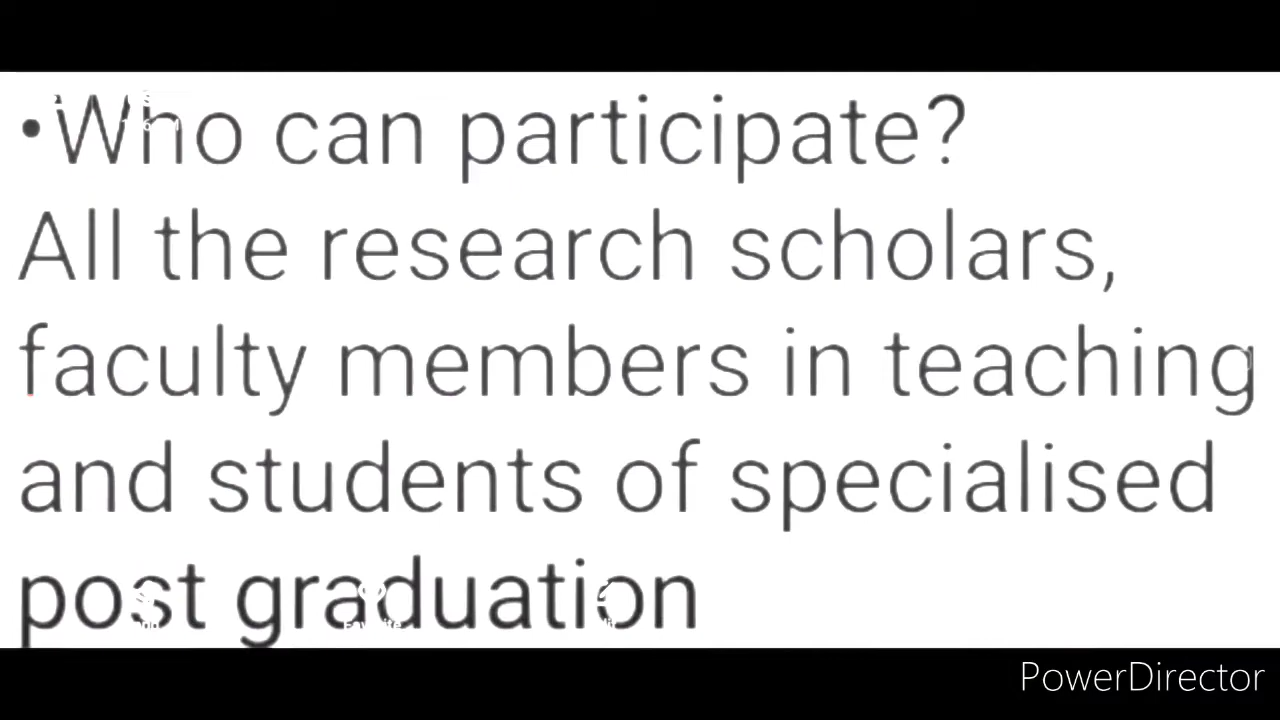 •Who can participate?
All the research scholars,
faculty members in teaching
and students of specialised
post graduation
PowerDirector